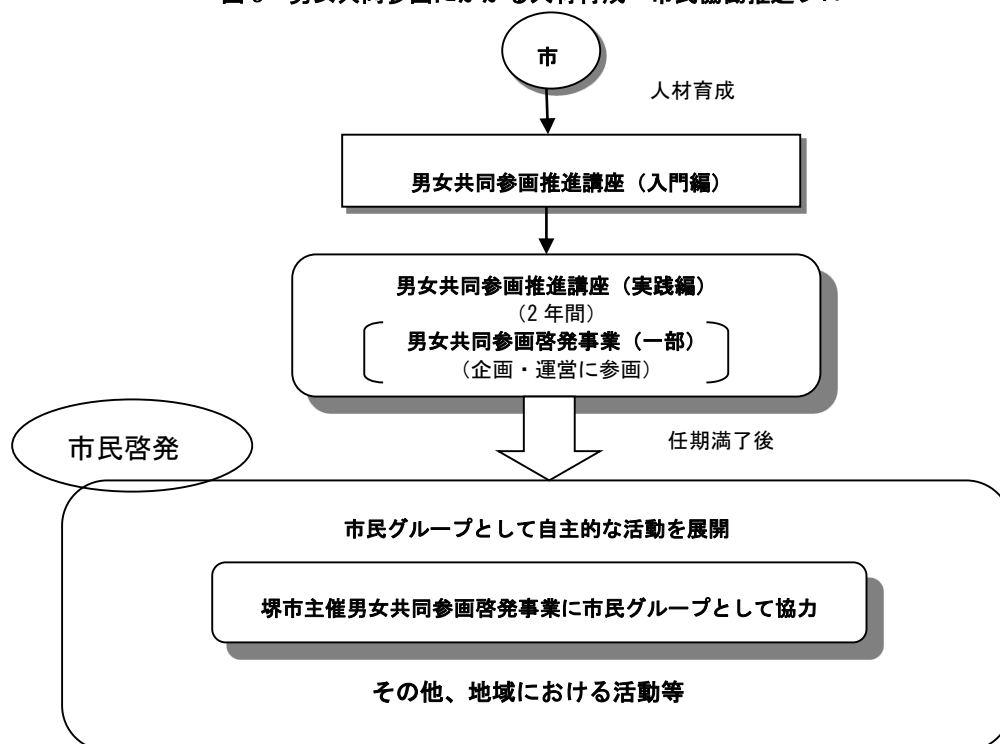 市
人材育成
男女共同参画推進講座（入門編）
男女共同参画推進講座（実践編）
（2 年間）
男女共同参画啓発事業（一部）
（企画・運営に参画）
任期満了後
市民啓発
市民グループとして自主的な活動を展開
堺市主催男女共同参画啓発事業に市民グループとして協力
その他、地域における活動等